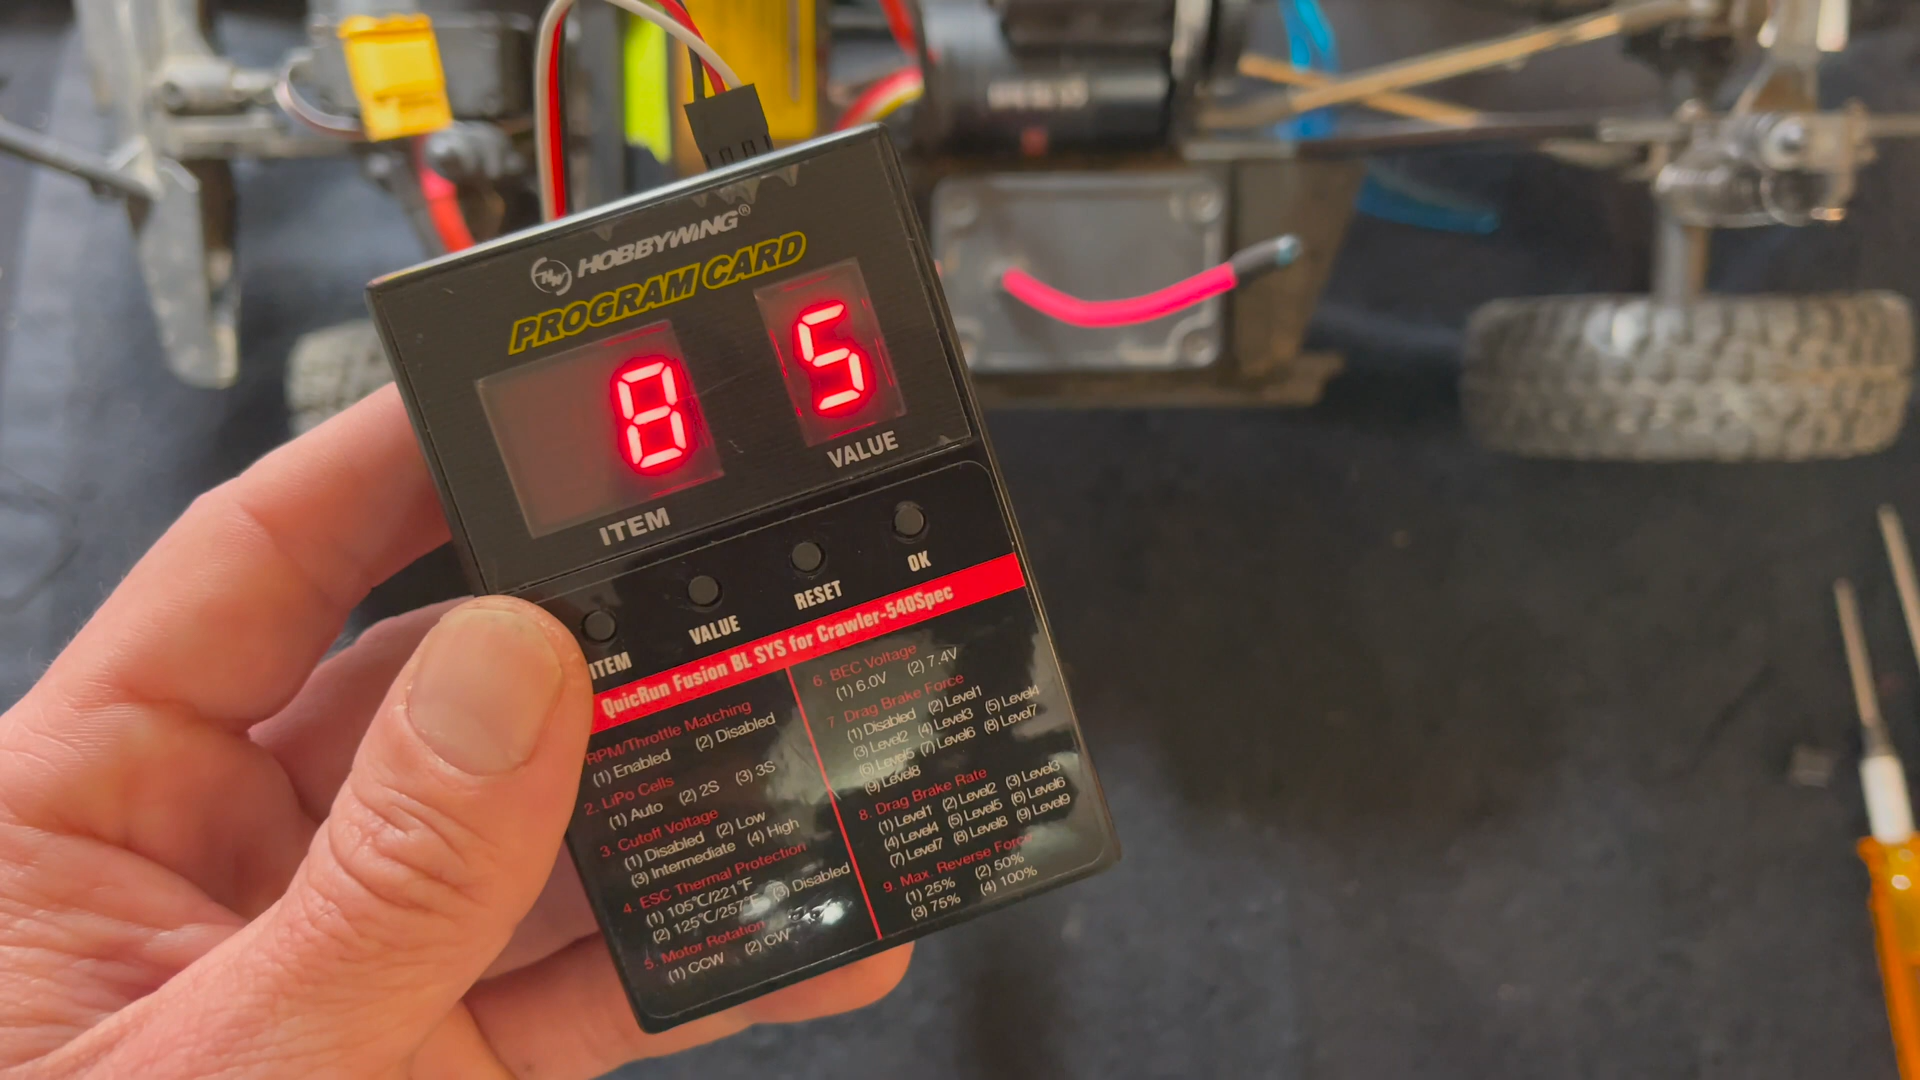 HOBBYWING®
PROGRAM CARD
8 5
ITEM VALUE
ITEM VALUE RESET OK
QuicRun Fusion BL SYS for Crawler-540Spec
RPM/Throttle Matching
(1) Enabled (2) Disabled
2. LiPo Cells
(1) Auto (2) 2S (3) 3S
3. Cutoff Voltage
(1) Disabled (2) Low
(3) Intermediate (4) High
4. ESC Thermal Protection
(1) 105℃/221℉
(2) 125℃/257℉ (3) Disabled
5. Motor Rotation
(1) CCW (2) CW
6. BEC Voltage
(1) 6.0V (2) 7.4V
7. Drag Brake Force
(1) Disabled (2) Level1
(3) Level2 (4) Level3 (5) Level4
(6) Level5 (7) Level6 (8) Level7
(9) Level8
8. Drag Brake Rate
(1) Level1 (2) Level2 (3) Level3
(4) Level4 (5) Level5 (6) Level6
(7) Level7 (8) Level8 (9) Level9
9. Max. Reverse Force
(1) 25% (2) 50%
(3) 75% (4) 100%